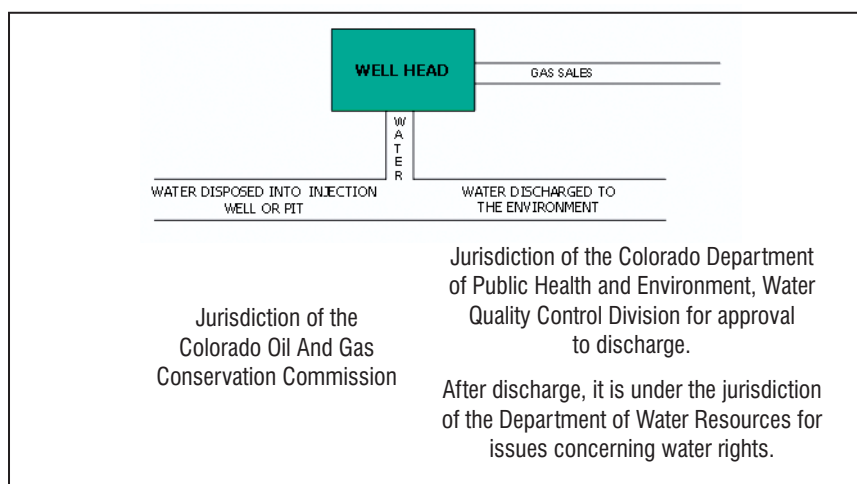 WELL HEAD
GAS SALES
WATER
WATER DISPOSED INTO INJECTION
WELL OR PIT
WATER DISCHARGED TO
THE ENVIRONMENT
Jurisdiction of the
Colorado Oil And Gas
Conservation Commission
Jurisdiction of the Colorado Department
of Public Health and Environment, Water
Quality Control Division for approval
to discharge.
After discharge, it is under the jurisdiction
of the Department of Water Resources for
issues concerning water rights.